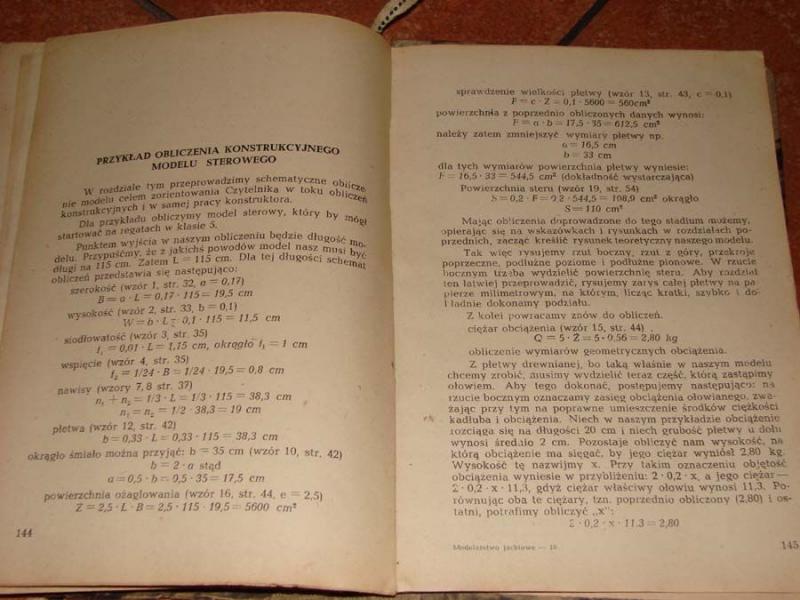 PRZYKŁAD OBLICZENIA KONSTRUKCYJNEGO
MODELU STEROWEGO
W rozdziale tym przeprowadzimy schematyczne oblicze
nie modelu celem zorientowania Czytelnika w toku obliczeń
konstrukcyjnych i w samej pracy konstruktora.
Dla przykładu obliczymy model sterowy, który by mógł
startować na regatach w klasie 5.
Punktem wyjścia w naszym obliczeniu będzie długość mo-
delu. Przypuśćmy, że z jakichś powodów model nasz musi być
długi na 115 cm. Zatem L = 115 cm. Dla tej długości schemat
obliczeń przedstawia się następująco:
szerokość (wzór 1, str. 32, a = 0,17)
B = a · L = 0,17 · 115 = 19,5 cm
wysokość (wzór 2, str. 33, b = 0,1)
W = b · L = 0,1 · 115 = 11,5 cm
siodłowatość (wzór 3, str. 35)
f₁ = 0,01 · L = 1,15 cm, okrągło f₁ = 1 cm
wspięcie (wzór 4, str. 35)
f₂ = 1/24 · B = 1/24 · 19,5 = 0,8 cm
nawisy (wzory 7, 8 str. 37)
n₁ + n₂ = 1/3 · L = 1/3 · 115 = 38,3 cm
n₁ = n₂ = 1/2 · 38,3 = 19 cm
płetwa (wzór 12, str. 42)
b = 0,33 · L = 0,33 · 115 = 38,3 cm
okrągło śmiało można przyjąć: b = 35 cm (wzór 10, str. 42)
b = 2 · a stąd
a = 0,5 · b = 0,5 · 35 = 17,5 cm
powierzchnia ożaglowania (wzór 16, str. 44, e = 2,5)
Z = 2,5 · L · B = 2,5 · 115 · 19,5 = 5600 cm²
144
sprawdzenie wielkości płetwy (wzór 13, str. 43, c = 0,1)
F = c · Z = 0,1 · 5600 = 560cm²
powierzchnia z poprzednio obliczonych danych wynosi:
F = a · b = 17,5 · 35 = 612,5 cm²
należy zatem zmniejszyć wymiary płetwy np.
a = 16,5 cm
b = 33 cm
dla tych wymiarów powierzchnia płetwy wyniesie:
F = 16,5 · 33 = 544,5 cm² (dokładność wystarczająca)
Powierzchnia steru (wzór 19, str. 54)
S = 0,2 · F = 0,2 · 544,5 = 108,9 cm² okrągło
S = 110 cm²
Mając obliczenia doprowadzone do tego stadium możemy,
opierając się na wskazówkach i rysunkach w rozdziałach po-
przednich, zacząć kreślić rysunek teoretyczny naszego modelu.
Tak więc rysujemy rzut boczny, rzut z góry, przekroje
poprzeczne, podłużne poziome i podłużne pionowe. W rzucie
bocznym trzeba wydzielić powierzchnię steru. Aby rozdział
ten łatwiej przeprowadzić, rysujemy zarys całej płetwy na pa
pierze milimetrowym, na którym, licząc kratki, szybko i do-
kładnie dokonamy podziału.
Z kolei powracamy znów do obliczeń.
ciężar obciążenia (wzór 15, str. 44)
Q = 5 · Z = 5 · 0,56 = 2,80 kg
obliczenie wymiarów geometrycznych obciążenia.
Z płetwy drewnianej, bo taką właśnie w naszym modelu
chcemy zrobić, musimy wydzielić teraz część, którą zastąpimy
ołowiem. Aby tego dokonać, postępujemy następująco: na
rzucie bocznym oznaczamy zasięg obciążenia ołowianego, zwa-
żając przy tym na poprawne umieszczenie środków ciężkości
kadłuba i obciążenia. Niech w naszym przykładzie obciążenie
rozciąga się na długości 20 cm i niech grubość płetwy u dołu
wynosi średnio 2 cm. Pozostaje obliczyć nam wysokość, na
którą obciążenie ma sięgać, by jego ciężar wyniósł 2.80 kg.
Wysokość tę nazwijmy x. Przy takim oznaczeniu objętość
obciążenia wyniesie w przybliżeniu: 2 · 0,2 · x, a jego ciężar —
2 · 0,2 · x · 11,3, gdyż ciężar właściwy ołowiu wynosi 11,3. Po-
równując oba te ciężary, tzn. poprzednio obliczony (2,80) i os-
tatni, potrafimy obliczyć „x":
2 · 0,2 · x · 11.3 = 2,80
Modelarstwo jachtowe — 10
145